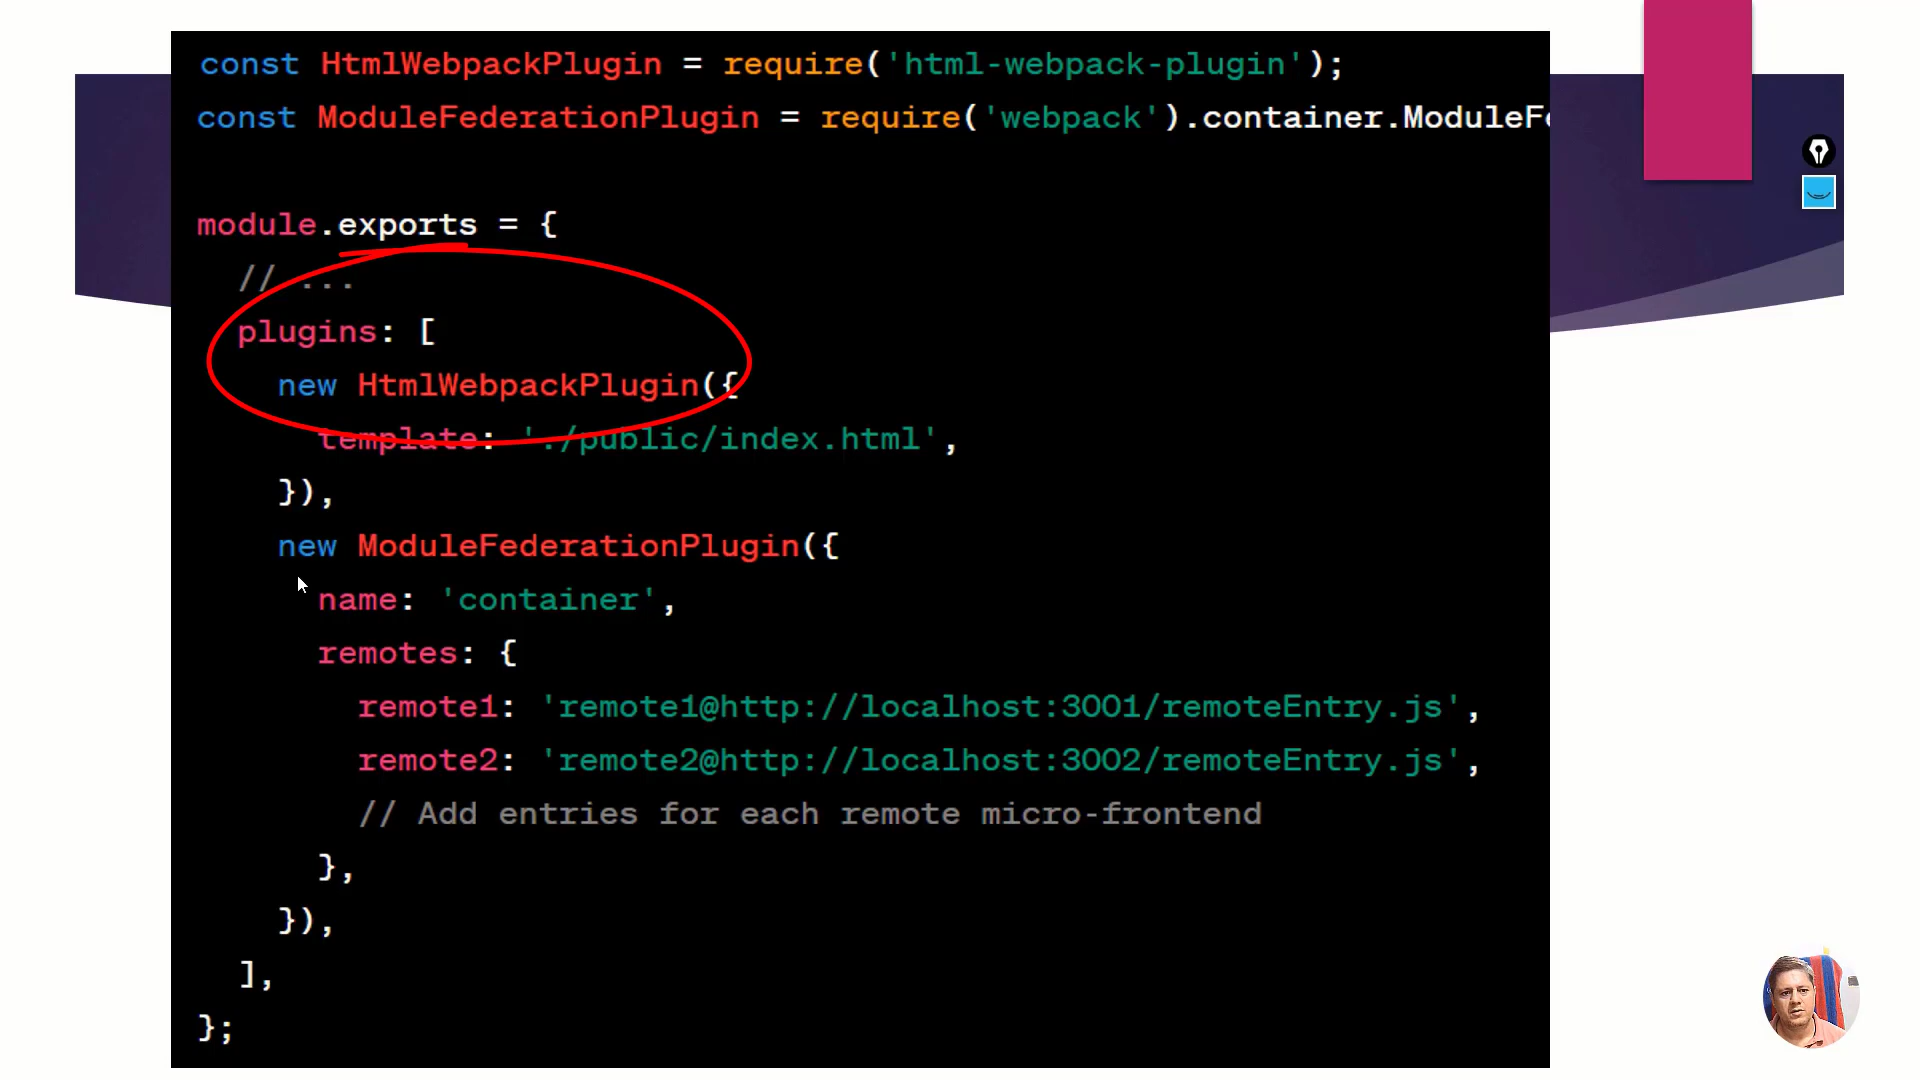 const HtmlWebpackPlugin = require('html-webpack-plugin');
const ModuleFederationPlugin = require('webpack').container.ModuleFe
module.exports = {
// ...
plugins: [
new HtmlWebpackPlugin({
template: './public/index.html',
}),
new ModuleFederationPlugin({
name: 'container',
remotes: {
remote1: 'remote1@http://localhost:3001/remoteEntry.js',
remote2: 'remote2@http://localhost:3002/remoteEntry.js',
// Add entries for each remote micro-frontend
},
}),
],
};